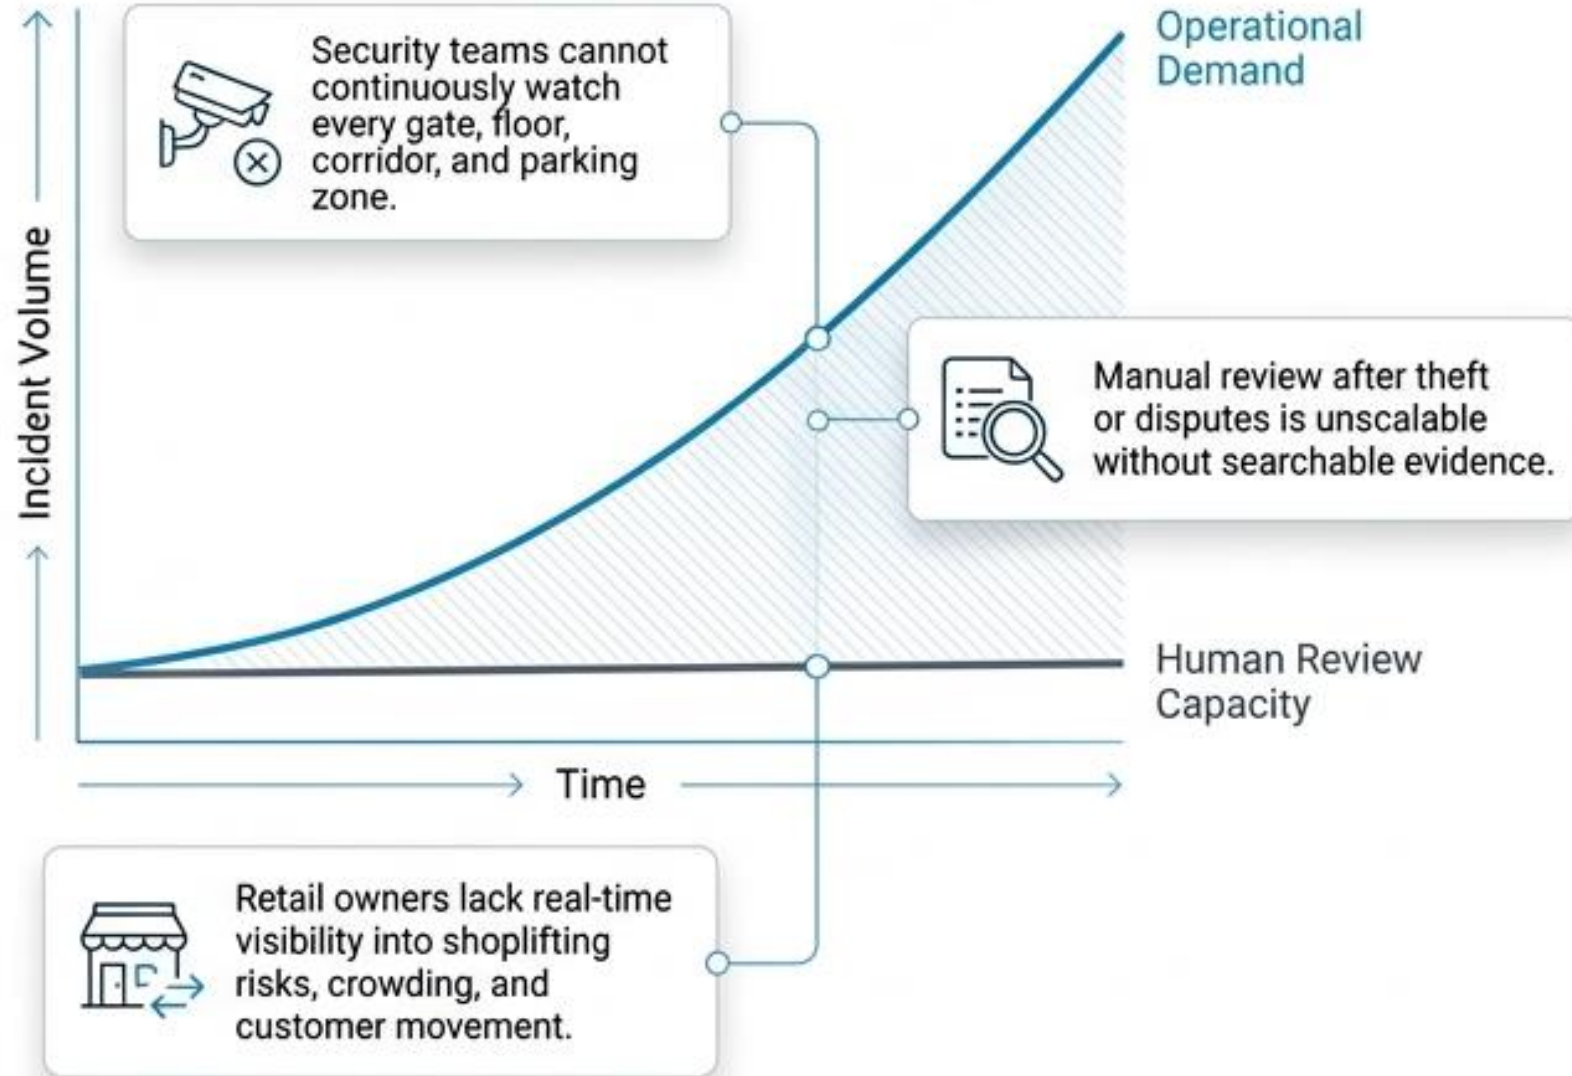 Operational
Demand
Security teams cannot
continuously watch
every gate, floor,
corridor, and parking
zone.
Incident Volume
Manual review after theft
or disputes is unscalable
without searchable evidence.
Human Review
Capacity
Time
Retail owners lack real-time
visibility into shoplifting
risks, crowding, and
customer movement.